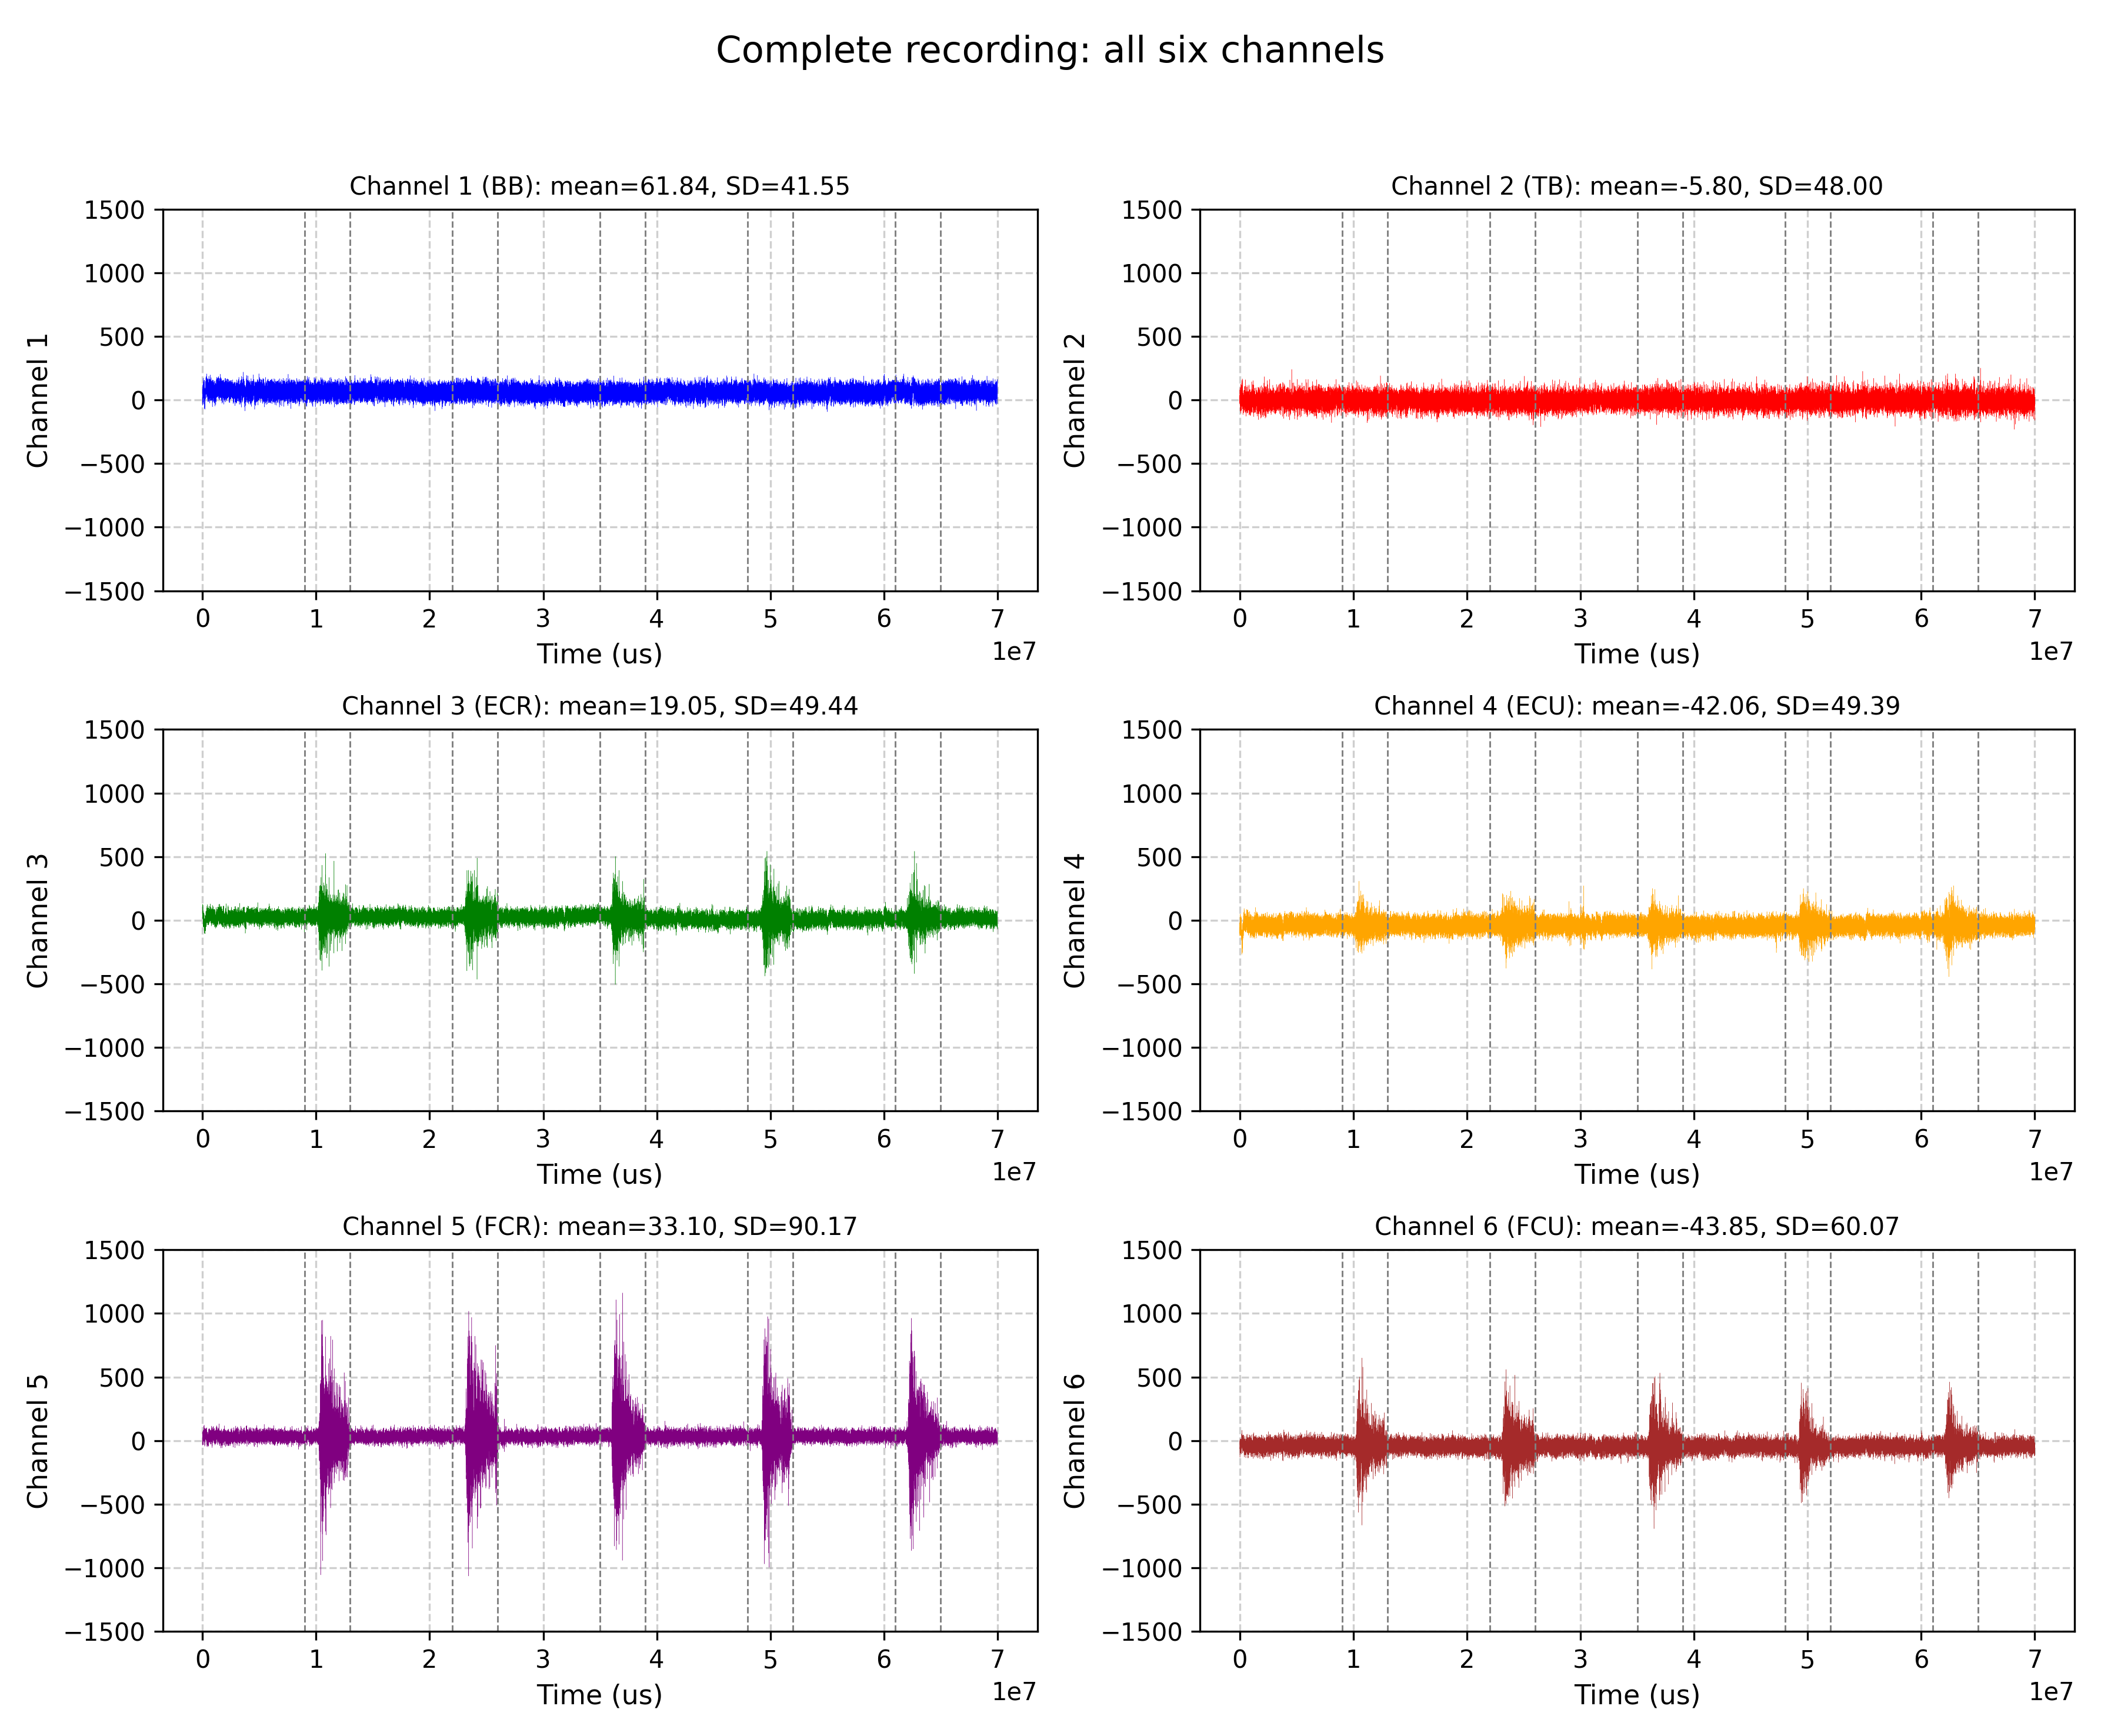 Complete recording: all six channels
Channel 1 (BB): mean=61.84, SD=41.55
Channel 1
1500
1000
500
0
−500
−1000
−1500
0 1 2 3 4 5 6 7
1e7
Time (us)
Channel 2 (TB): mean=-5.80, SD=48.00
Channel 2
1500
1000
500
0
−500
−1000
−1500
0 1 2 3 4 5 6 7
1e7
Time (us)
Channel 3 (ECR): mean=19.05, SD=49.44
Channel 3
1500
1000
500
0
−500
−1000
−1500
0 1 2 3 4 5 6 7
1e7
Time (us)
Channel 4 (ECU): mean=-42.06, SD=49.39
Channel 4
1500
1000
500
0
−500
−1000
−1500
0 1 2 3 4 5 6 7
1e7
Time (us)
Channel 5 (FCR): mean=33.10, SD=90.17
Channel 5
1500
1000
500
0
−500
−1000
−1500
0 1 2 3 4 5 6 7
1e7
Time (us)
Channel 6 (FCU): mean=-43.85, SD=60.07
Channel 6
1500
1000
500
0
−500
−1000
−1500
0 1 2 3 4 5 6 7
1e7
Time (us)